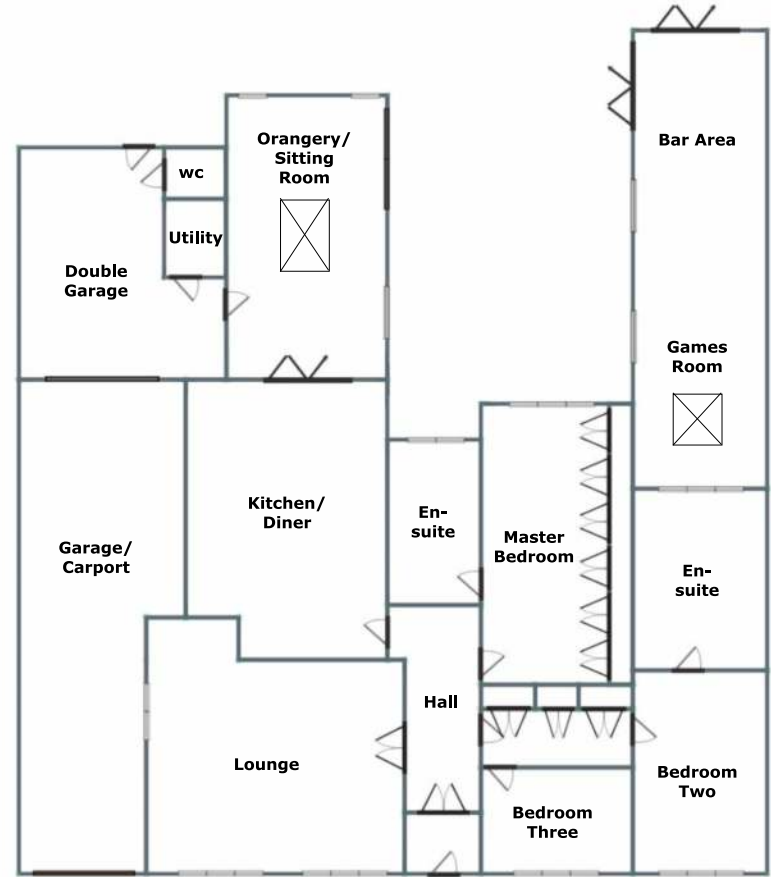 Orangery/
Sitting
Room
Bar Area
wc
Utility
Double
Garage
Games
Room
Kitchen/
Diner
En-
suite
Master
Bedroom
Garage/
Carport
En-
suite
Hall
Lounge
Bedroom
Two
Bedroom
Three